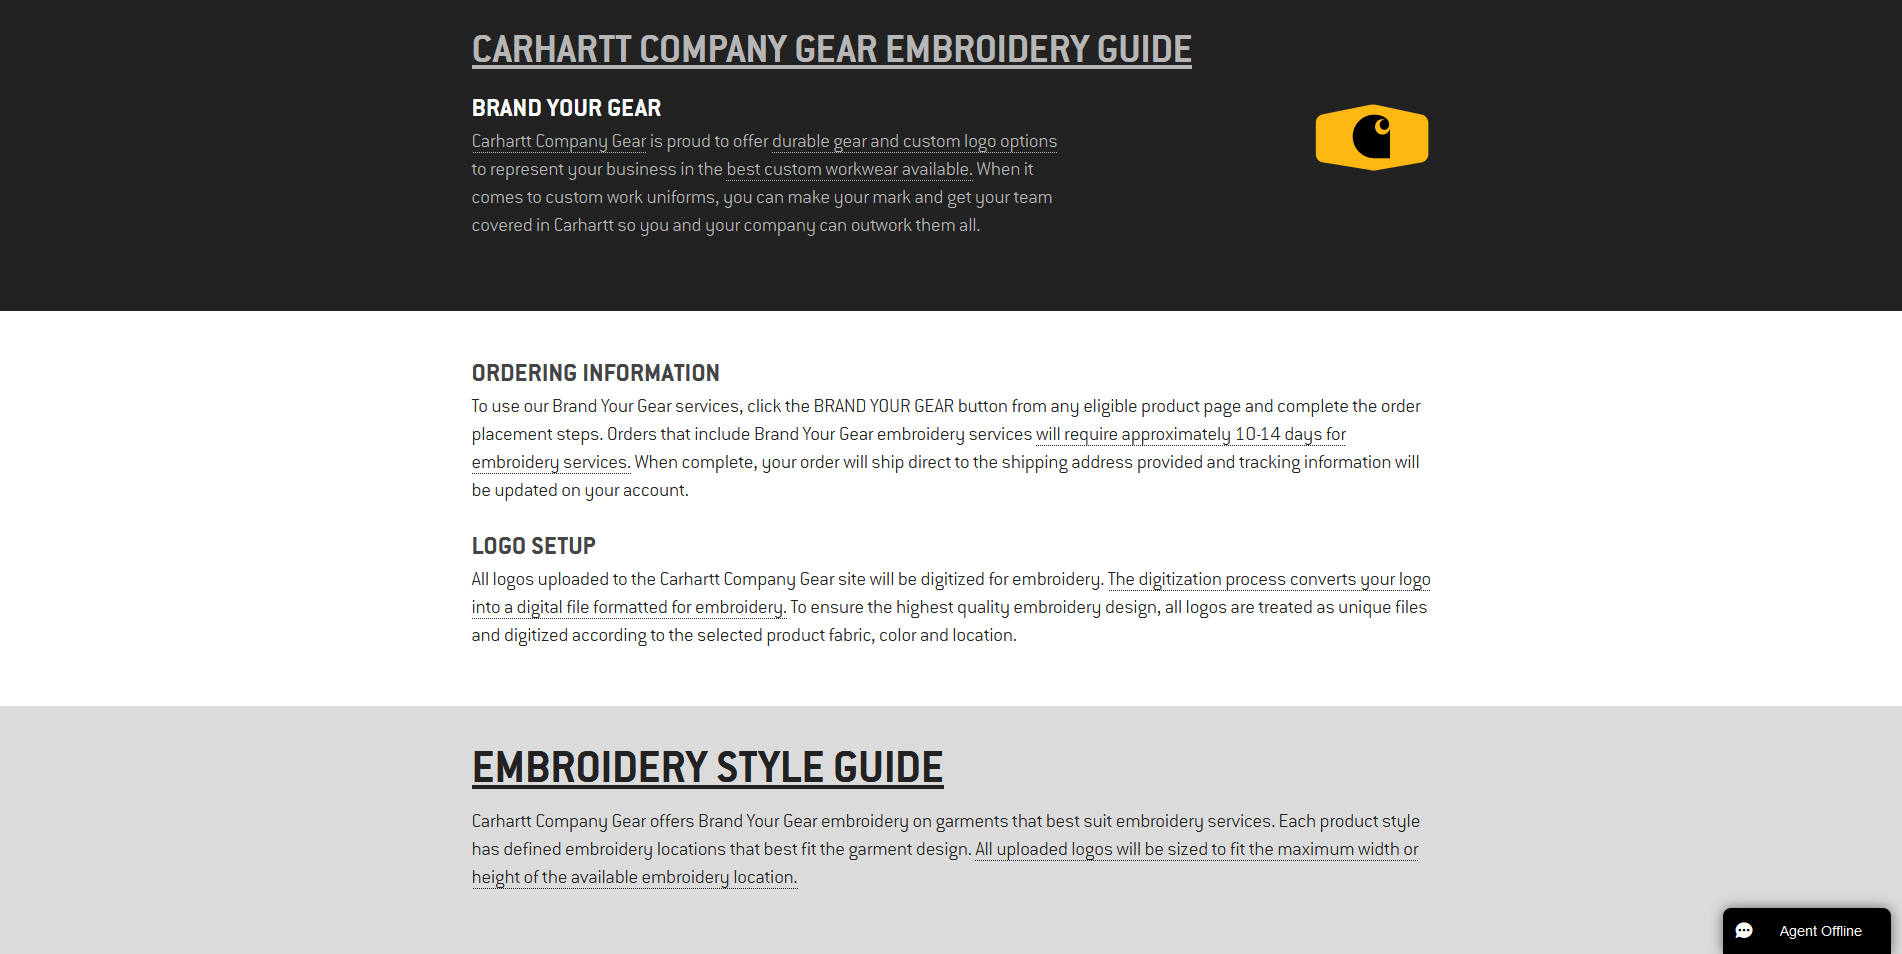 CARHARTT COMPANY GEAR EMBROIDERY GUIDE
BRAND YOUR GEAR
Carhartt Company Gear is proud to offer durable gear and custom logo options
to represent your business in the best custom workwear available. When it
comes to custom work uniforms, you can make your mark and get your team
covered in Carhartt so you and your company can outwork them all.
ORDERING INFORMATION
To use our Brand Your Gear services, click the BRAND YOUR GEAR button from any eligible product page and complete the order
placement steps. Orders that include Brand Your Gear embroidery services will require approximately 10-14 days for
embroidery services. When complete, your order will ship direct to the shipping address provided and tracking information will
be updated on your account.
LOGO SETUP
All logos uploaded to the Carhartt Company Gear site will be digitized for embroidery. The digitization process converts your logo
into a digital file formatted for embroidery. To ensure the highest quality embroidery design, all logos are treated as unique files
and digitized according to the selected product fabric, color and location.
EMBROIDERY STYLE GUIDE
Carhartt Company Gear offers Brand Your Gear embroidery on garments that best suit embroidery services. Each product style
has defined embroidery locations that best fit the garment design. All uploaded logos will be sized to fit the maximum width or
height of the available embroidery location.
Agent Offline